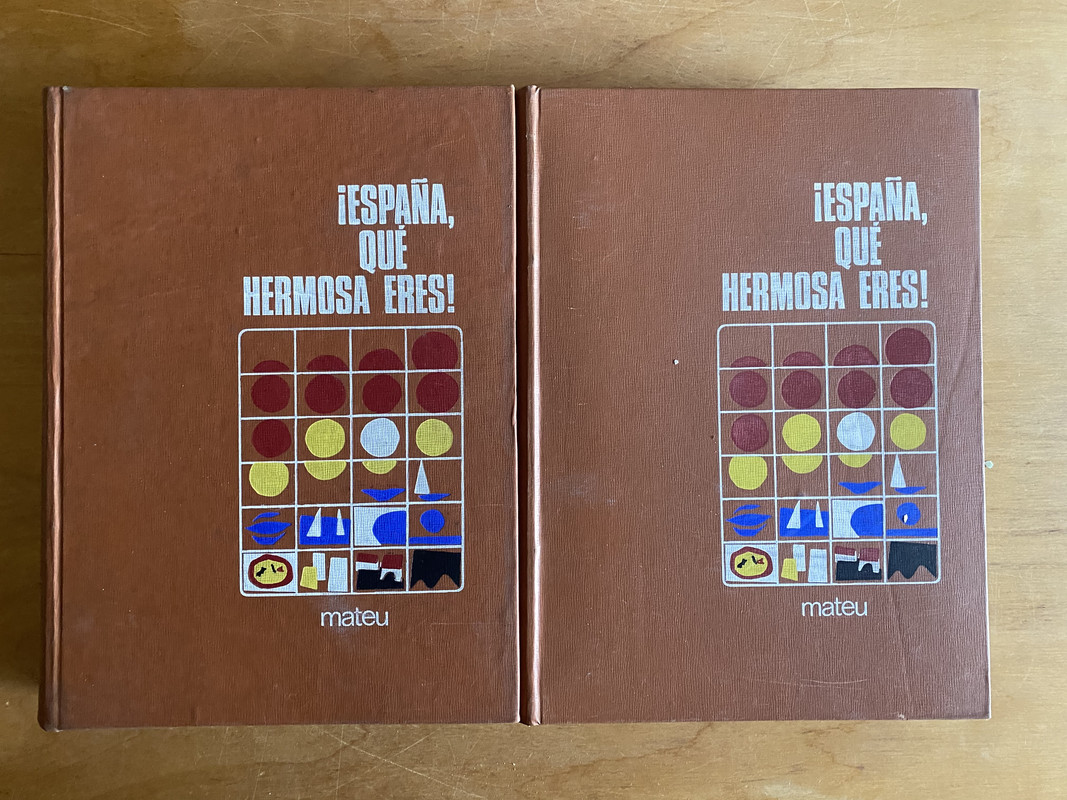 ¡ESPAÑA,
QUÉ
HERMOSA ERES!
mateu
¡ESPAÑA,
QUÉ
HERMOSA ERES!
mateu